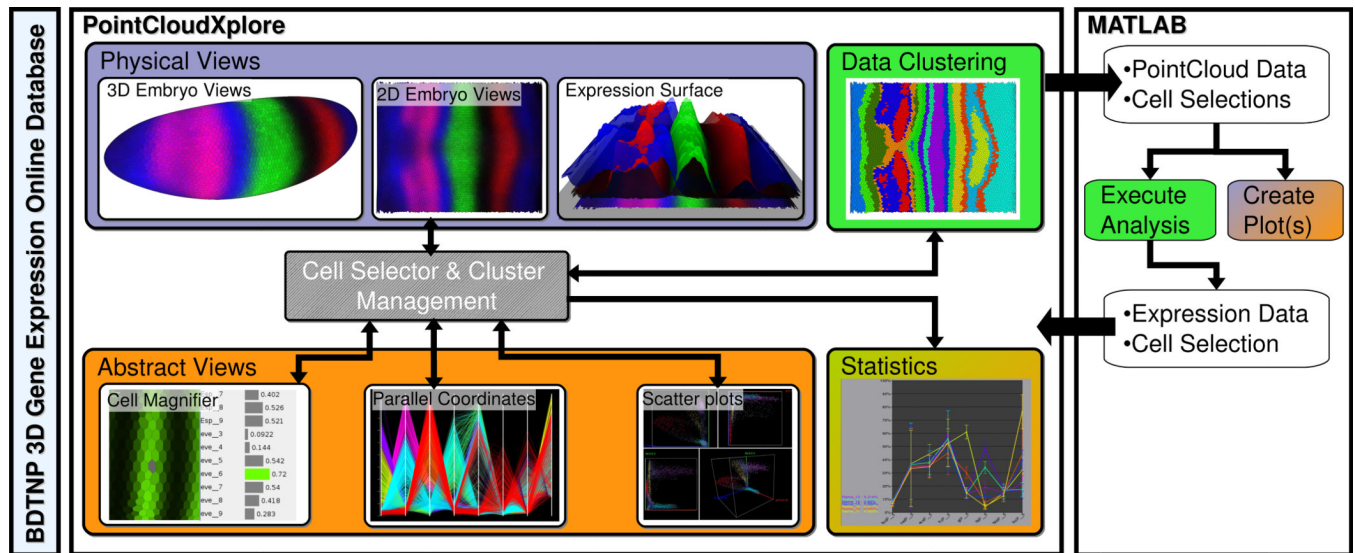 BDTNP 3D Gene Expression Online Database
PointCloudXplore
Physical Views
3D Embryo Views
2D Embryo Views
Expression Surface
Data Clustering
Cell Selector & Cluster
Management
Abstract Views
Cell Magnifier
_7 0.402
_8 0.526
Esp_9 0.521
eve_3 0.0922
eve_4 0.144
eve_5 0.542
eve_6 0.72
eve_7 0.54
eve_8 0.418
eve_9 0.283
Parallel Coordinates
Scatter plots
Statistics
MATLAB
•PointCloud Data
•Cell Selections
Execute
Analysis
Create
Plot(s)
•Expression Data
•Cell Selection